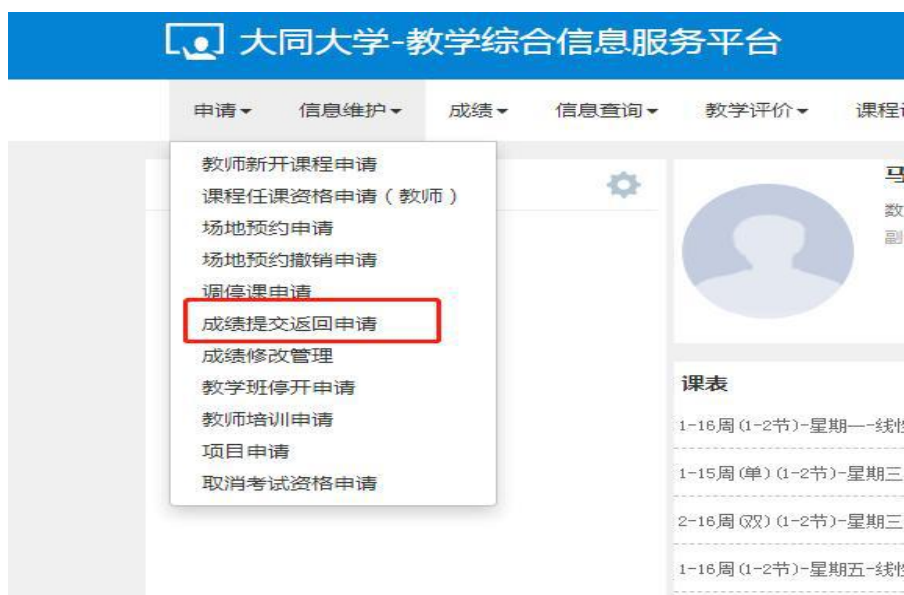 大同大学-教学综合信息服务平台
申请 信息维护 成绩 信息查询 教学评价 课程
教师新开课程申请
课程任课资格申请（教师）
场地预约申请
场地预约撤销申请
调停课申请
成绩提交返回申请
成绩修改管理
教学班停开申请
教师培训申请
项目申请
取消考试资格申请
马
数
副
课表
1-16周(1-2节)-星期一-线性
1-15周(单)(1-2节)-星期三
2-16周(双)(1-2节)-星期三
1-16周(1-2节)-星期五-线性